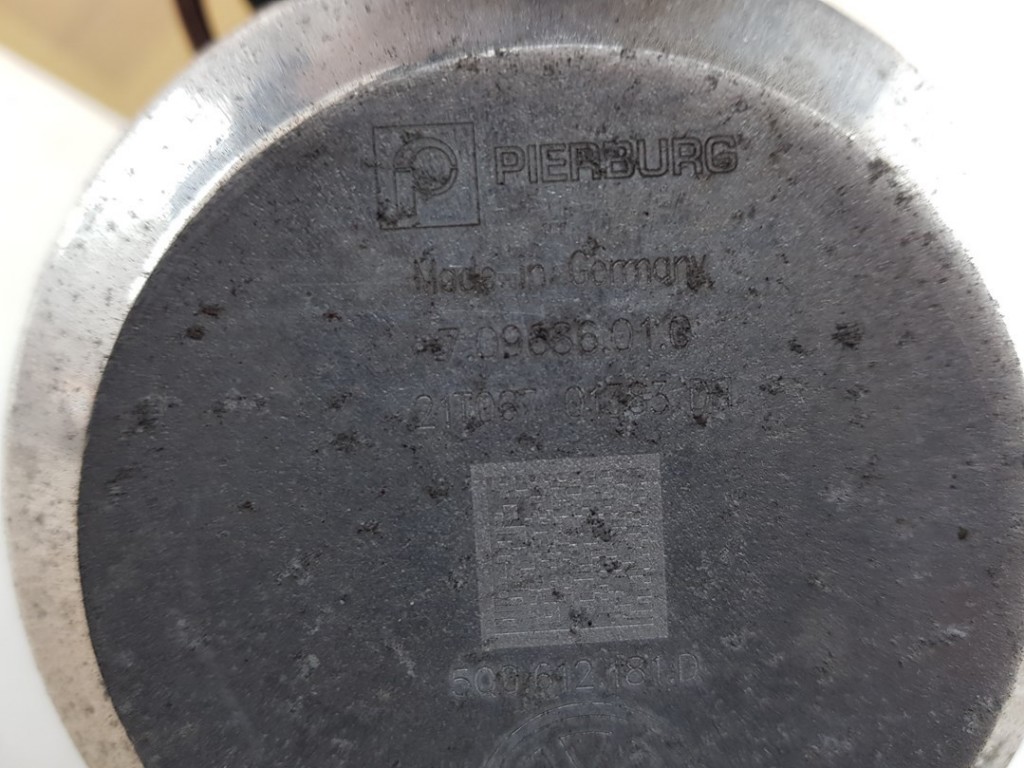 PIERBURG
Made in Germany
7.09686.01.0
5Q0.612.181.D